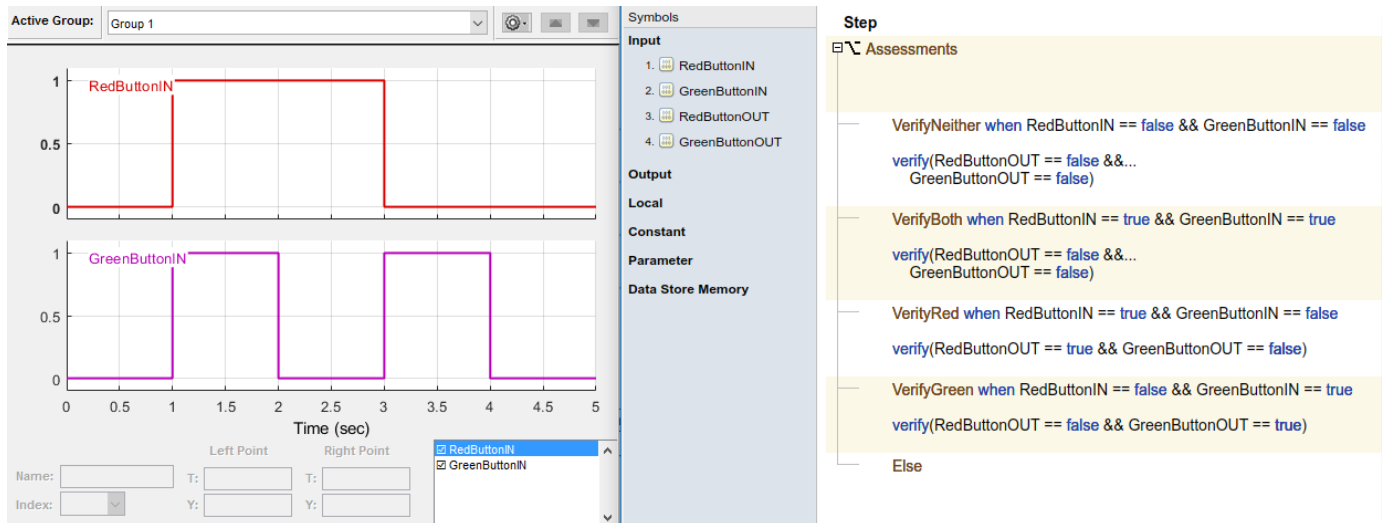 Active Group:
Group 1
1
RedButtonIN
0.5
0
1
GreenButtonIN
0.5
0
0 0.5 1 1.5 2 2.5 3 3.5 4 4.5 5
Time (sec)
Left Point Right Point
Name: T: T:
Index: Y: Y:
RedButtonIN
GreenButtonIN
Symbols
Input
1. RedButtonIN
2. GreenButtonIN
3. RedButtonOUT
4. GreenButtonOUT
Output
Local
Constant
Parameter
Data Store Memory
Step
Assessments
VerifyNeither when RedButtonIN == false && GreenButtonIN == false
verify(RedButtonOUT == false &&...
GreenButtonOUT == false)
VerifyBoth when RedButtonIN == true && GreenButtonIN == true
verify(RedButtonOUT == false &&...
GreenButtonOUT == false)
VerityRed when RedButtonIN == true && GreenButtonIN == false
verify(RedButtonOUT == true && GreenButtonOUT == false)
VerifyGreen when RedButtonIN == false && GreenButtonIN == true
verify(RedButtonOUT == false && GreenButtonOUT == true)
Else